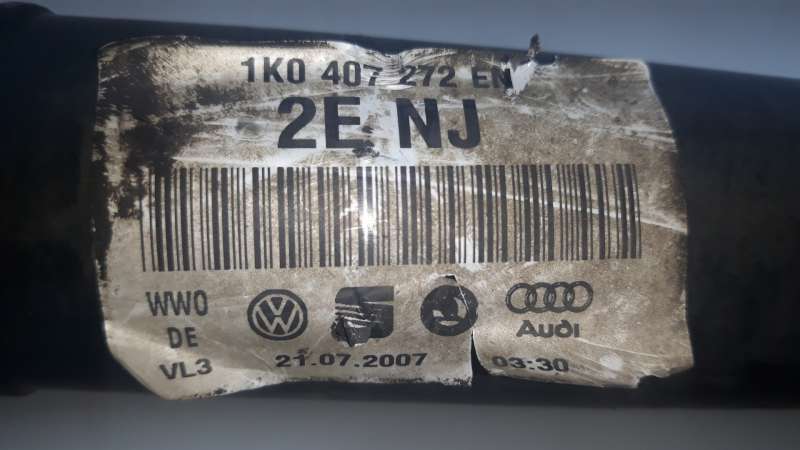 1K0 407 272 EN
2E NJ
WWO
DE
VL3
Audi
21.07.2007
03:30